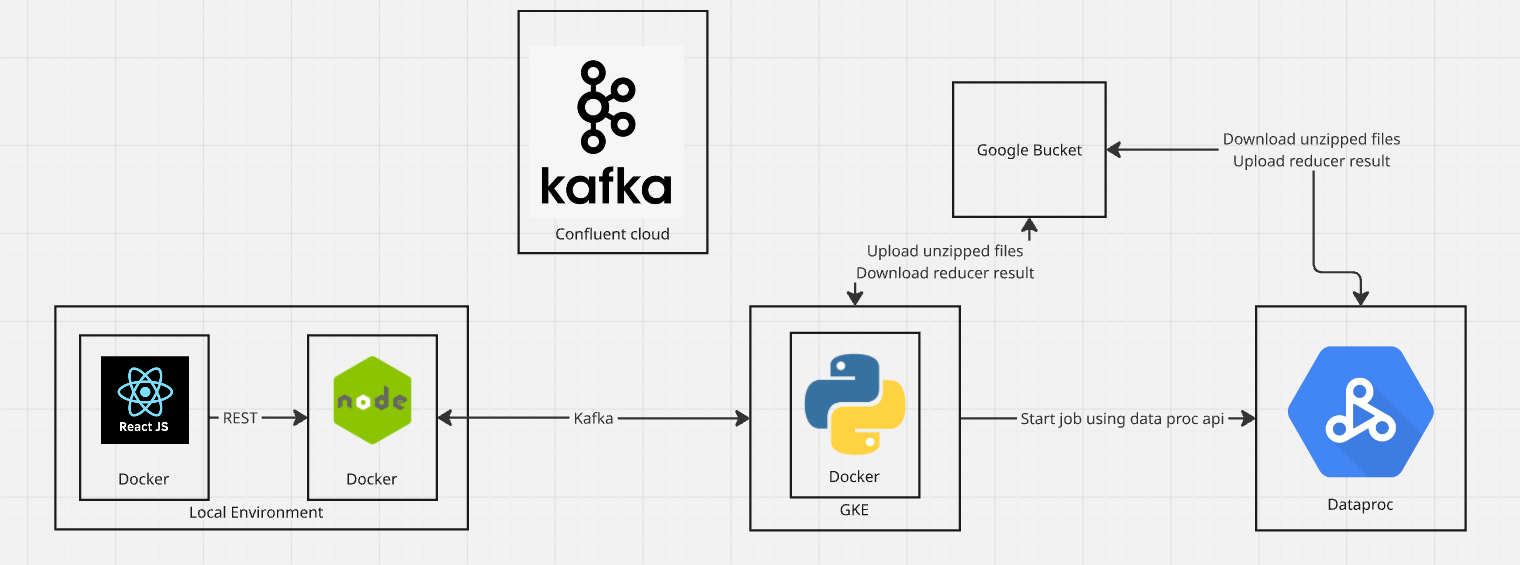 kafka
Confluent cloud
Google Bucket
Download unzipped files
Upload reducer result
Upload unzipped files
Download reducer result
React JS
Docker
REST
node
Docker
Local Environment
Kafka
Docker
GKE
Start job using data proc api
Dataproc